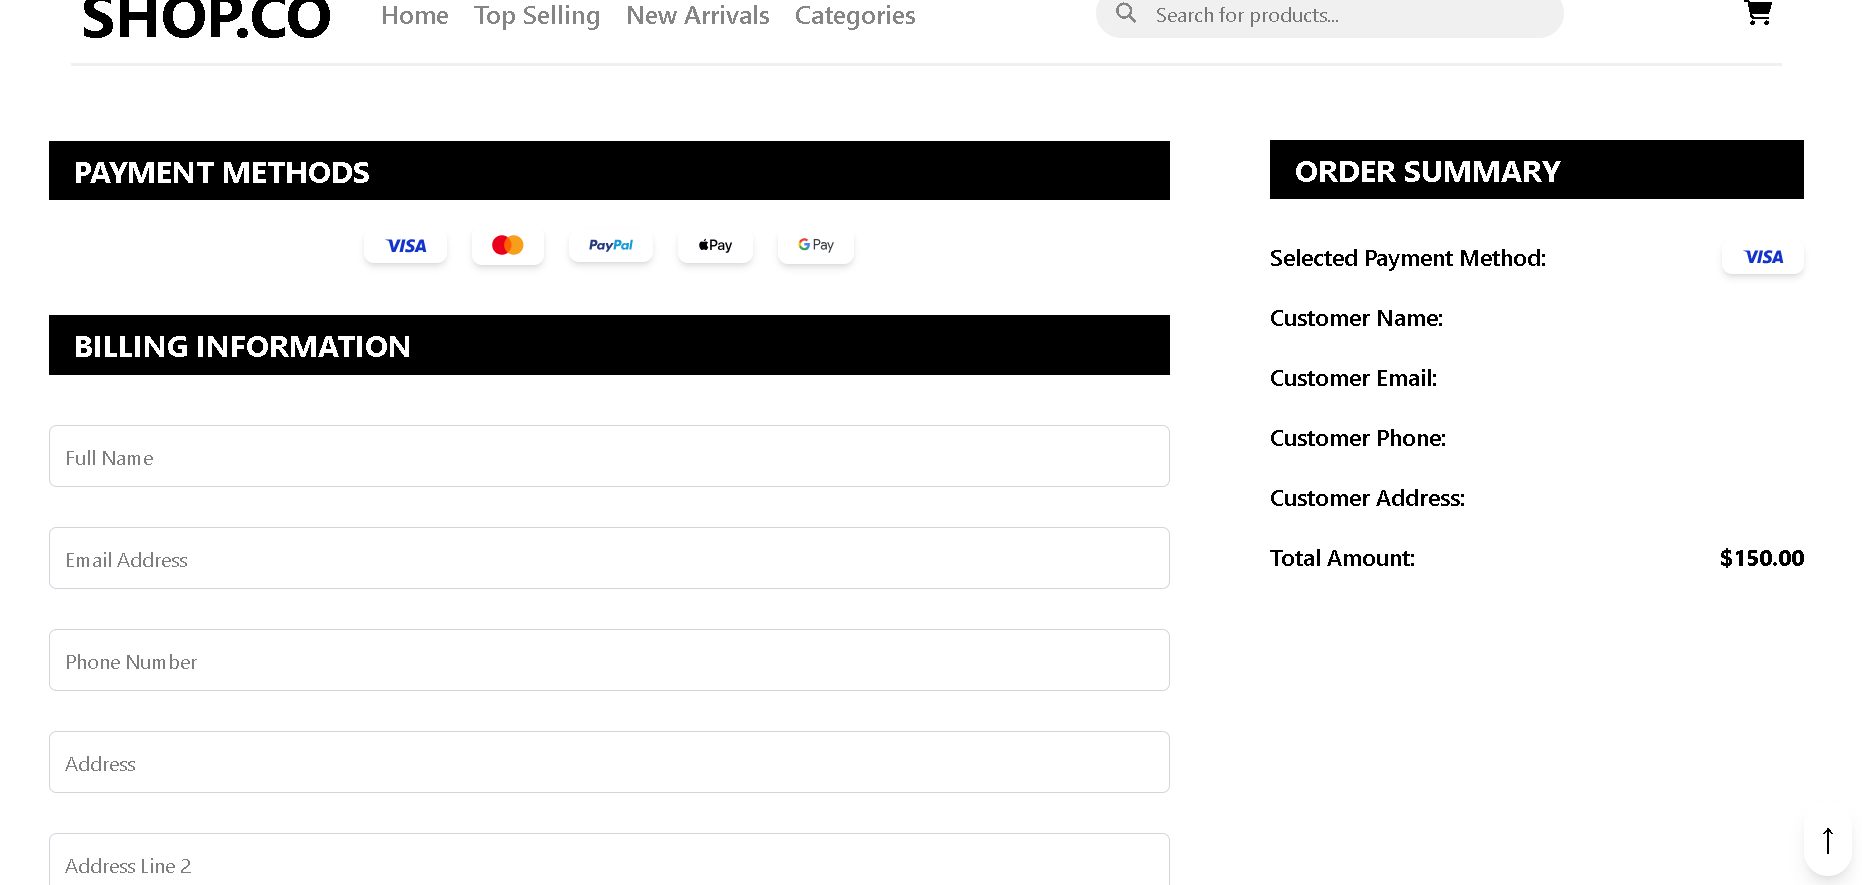 SHOP.CO
Home Top Selling New Arrivals Categories
Search for products...
PAYMENT METHODS
VISA
PayPal
Pay
G Pay
BILLING INFORMATION
Full Name
Email Address
Phone Number
Address
Address Line 2
ORDER SUMMARY
Selected Payment Method: VISA
Customer Name:
Customer Email:
Customer Phone:
Customer Address:
Total Amount: $150.00